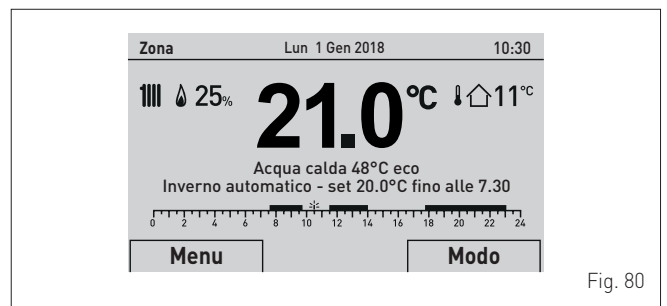 Zona Lun 1 Gen 2018 10:30
25% 21.0°C 11°C
Acqua calda 48°C eco
Inverno automatico - set 20.0°C fino alle 7.30
0 2 4 6 8 10 12 14 16 18 20 22 24
Menu Modo
Fig. 80